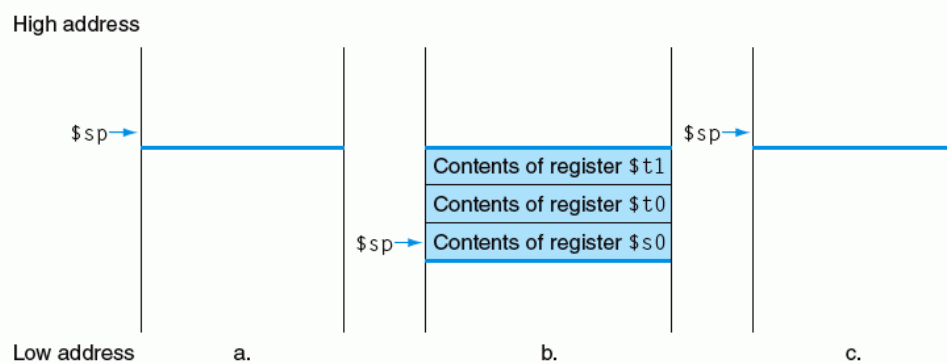 High address
$sp
$sp
Contents of register $t1
Contents of register $t0
$sp
Contents of register $s0
Low address
a.
b.
c.